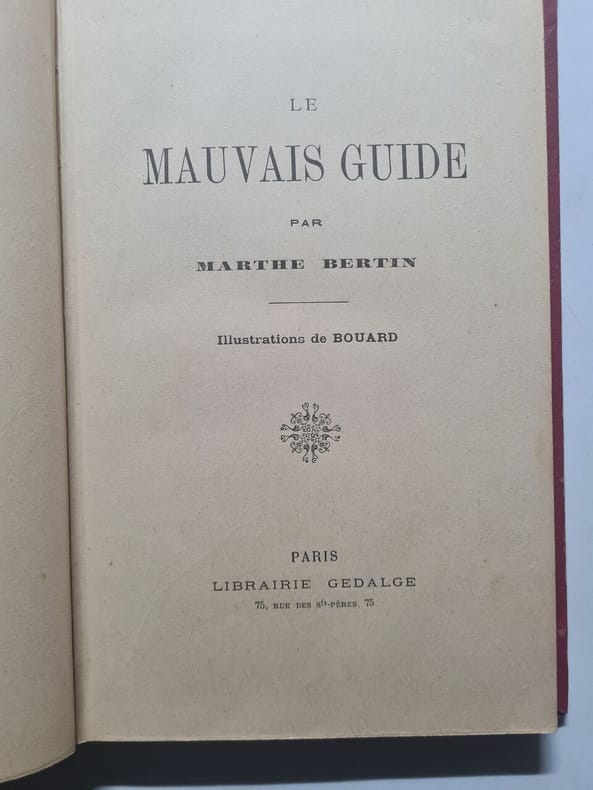 LE
MAUVAIS GUIDE
PAR
MARTHE BERTIN
Illustrations de BOUARD
PARIS
LIBRAIRIE GEDALGE
75, RUE DES Sts-PÈRES, 75